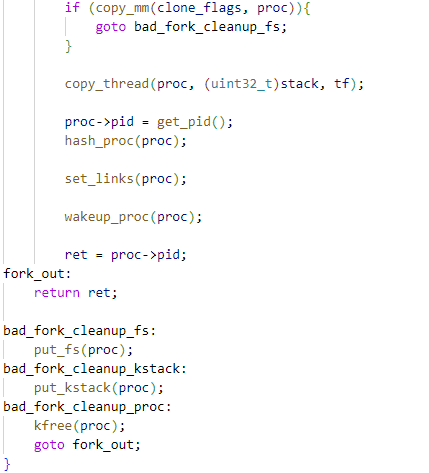 if (copy_mm(clone_flags, proc)){
            goto bad_fork_cleanup_fs;
        }

        copy_thread(proc, (uint32_t)stack, tf);

        proc->pid = get_pid();
        hash_proc(proc);

        set_links(proc);

        wakeup_proc(proc);

        ret = proc->pid;
fork_out:
    return ret;

bad_fork_cleanup_fs:
    put_fs(proc);
bad_fork_cleanup_kstack:
    put_kstack(proc);
bad_fork_cleanup_proc:
    kfree(proc);
    goto fork_out;
}